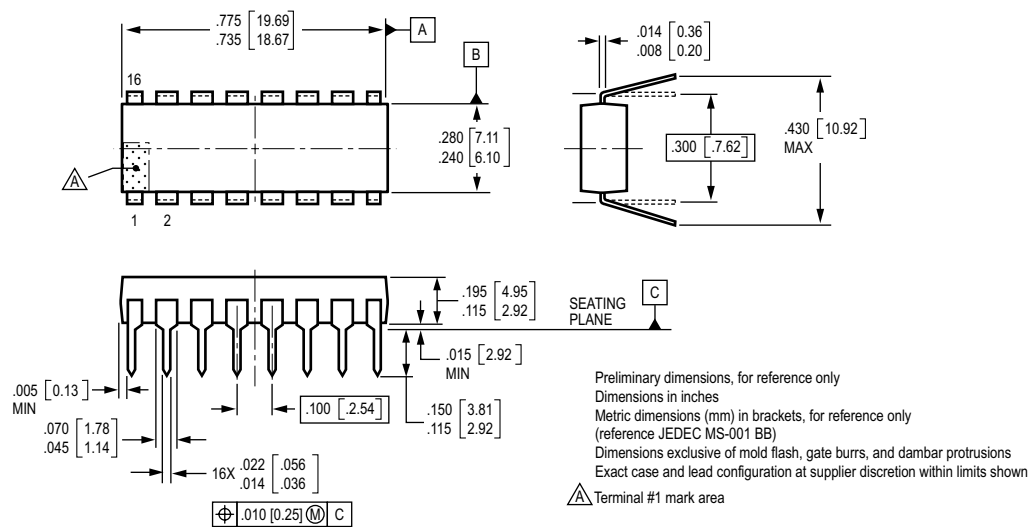 .775 [19.69]
.735 [18.67]
A
B
16
.280 [7.11]
.240 [6.10]
A
1 2
.014 [0.36]
.008 [0.20]
.300 [.7.62]
.430 [10.92]
MAX
.195 [4.95]
.115 [2.92]
SEATING
PLANE
C
.015 [2.92]
MIN
.005 [0.13]
MIN
.100 [.2.54]
.150 [3.81]
.115 [2.92]
.070 [1.78]
.045 [1.14]
16X .022 [.056]
.014 [.036]
⌖ .010 [0.25] Ⓜ C
Preliminary dimensions, for reference only
Dimensions in inches
Metric dimensions (mm) in brackets, for reference only
(reference JEDEC MS-001 BB)
Dimensions exclusive of mold flash, gate burrs, and dambar protrusions
Exact case and lead configuration at supplier discretion within limits shown
A Terminal #1 mark area